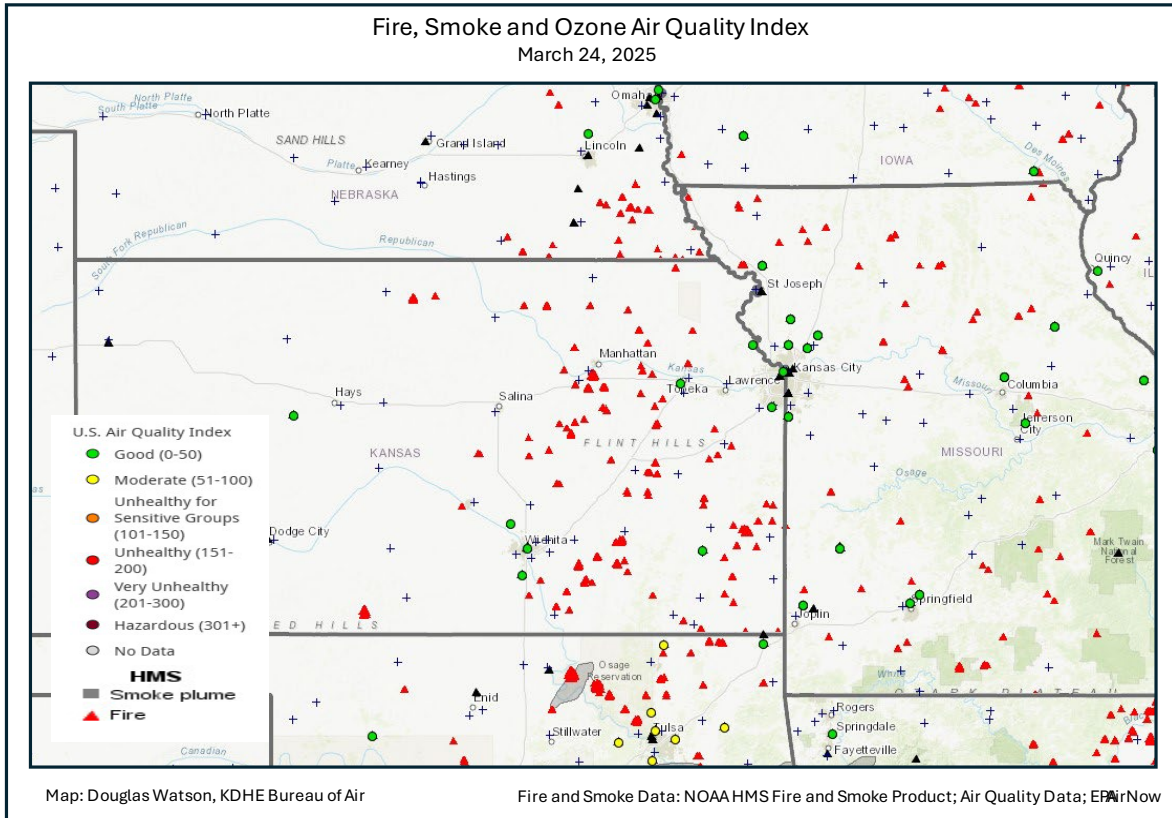 Fire, Smoke and Ozone Air Quality Index
March 24, 2025
North Platte
South Platte
North Platte
Omaha
SAND HILLS
Grand Island
Lincoln
IOWA
Des Moines
Platte
Kearney
Hastings
NEBRASKA
South Fork Republican
Republican
Quincy
IL
St Joseph
Manhattan
Kansas
Kansas City
Topeka
Lawrence
Missouri
Columbia
Hays
Salina
Jefferson
City
FLINT HILLS
KANSAS
MISSOURI
Osage
U.S. Air Quality Index
Good (0-50)
Moderate (51-100)
Unhealthy for
Sensitive Groups
(101-150)
Unhealthy (151-
200)
Very Unhealthy
(201-300)
Hazardous (301+)
No Data
HMS
Smoke plume
Fire
Dodge City
Wichita
Mark Twain
National
Forest
Springfield
Joplin
ED HILLS
Osage
Reservation
White
OZARK PLATEAU
Enid
Rogers
Stillwater
Tulsa
Springdale
Fayetteville
Canadian
Map: Douglas Watson, KDHE Bureau of Air
Fire and Smoke Data: NOAA HMS Fire and Smoke Product; Air Quality Data; EPA AirNow